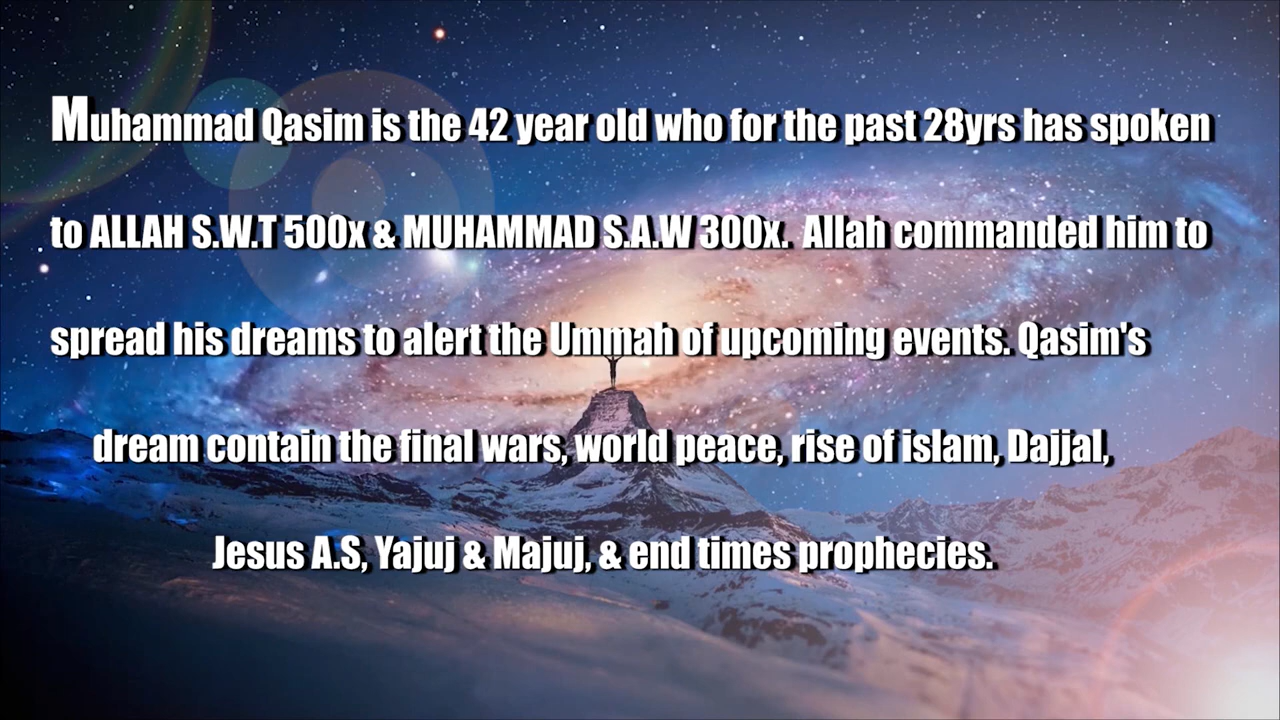 Muhammad Qasim is the 42 year old who for the past 28yrs has spoken
to ALLAH S.W.T 500x & MUHAMMAD S.A.W 300x. Allah commanded him to
spread his dreams to alert the Ummah of upcoming events. Qasim's
dream contain the final wars, world peace, rise of islam, Dajjal,
Jesus A.S, Yajuj & Majuj, & end times prophecies.